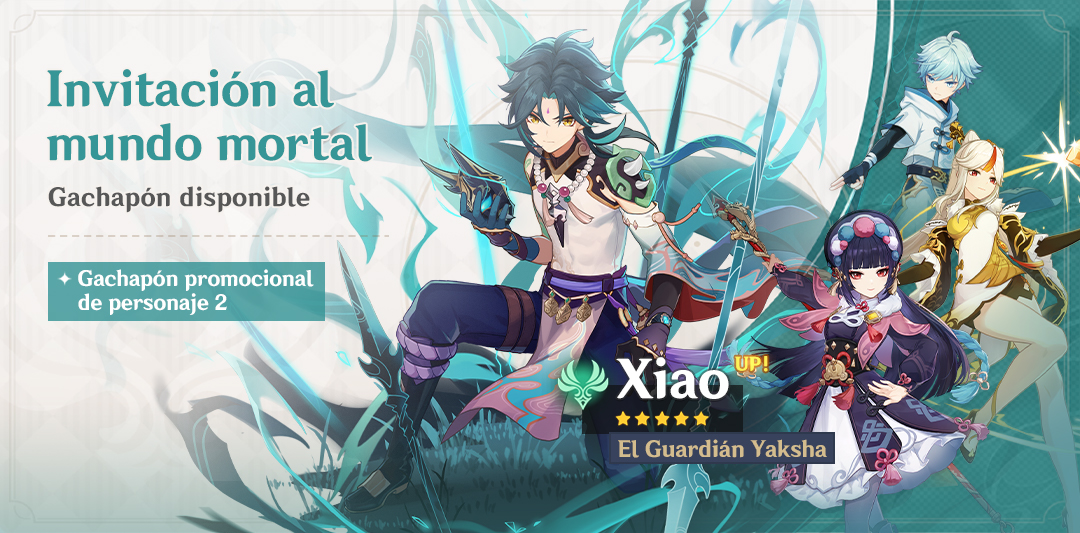 Invitación al
mundo mortal
Gachapón disponible
Gachapón promocional
de personaje 2
Xiao UP!
El Guardián Yaksha